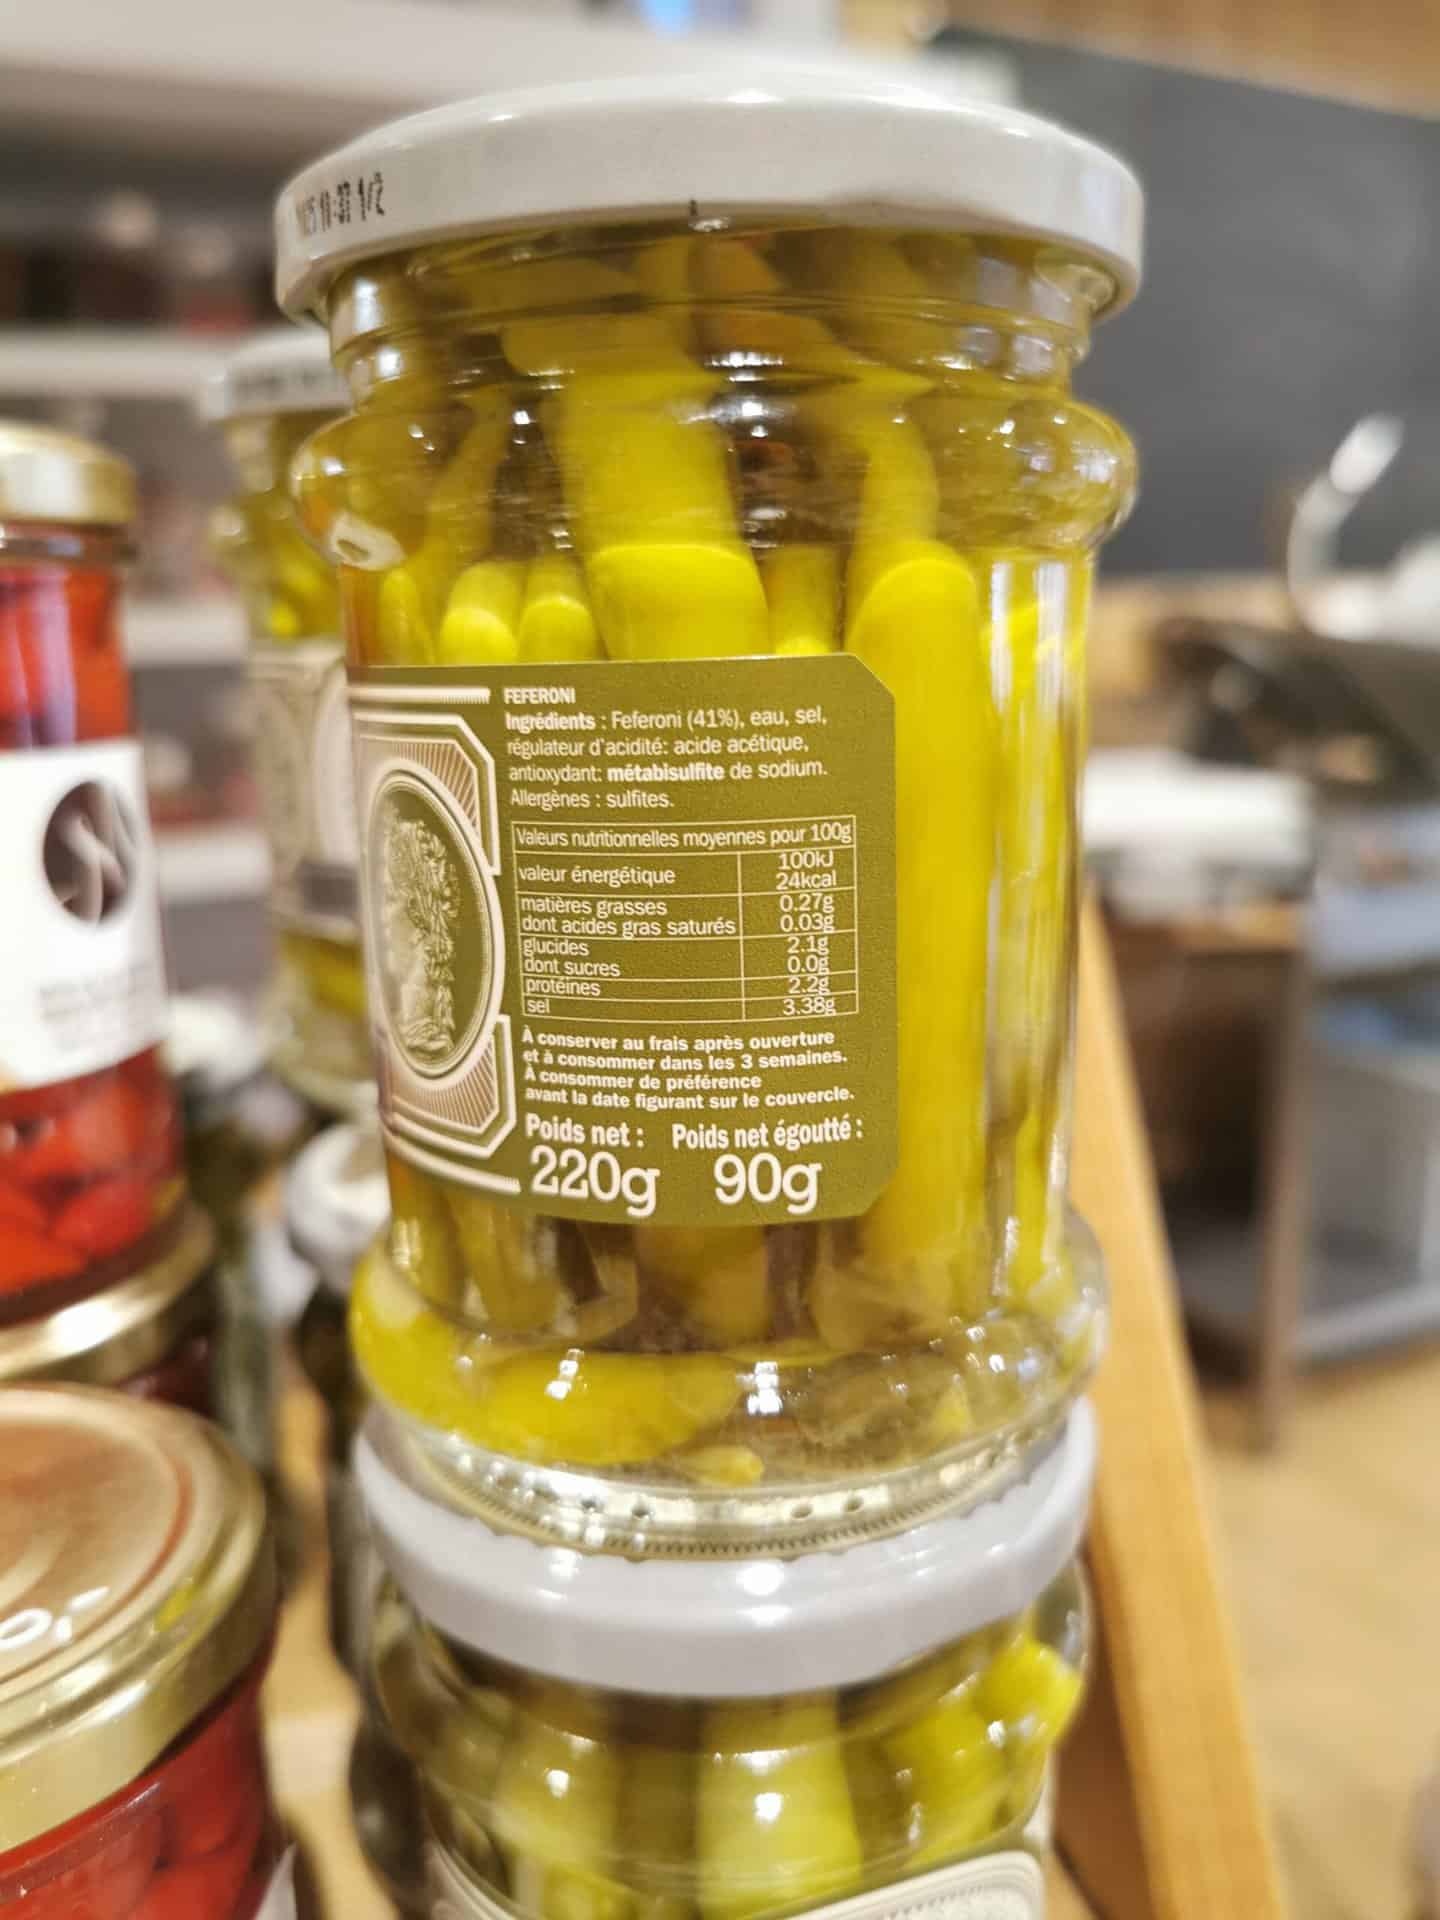 FEFERONI
Ingrédients : Feferoni (41%), eau, sel,
régulateur d'acidité: acide acétique,
antioxydant: métabisulfite de sodium.
Allergènes : sulfites.
Valeurs nutritionnelles moyennes pour 100g
valeur énergétique 100kJ
24kcal
matières grasses 0.27g
dont acides gras saturés 0.03g
glucides 2.1g
dont sucres 0.0g
protéines 2.2g
sel 3.38g
À conserver au frais après ouverture
et à consommer dans les 3 semaines.
À consommer de préférence
avant la date figurant sur le couvercle.
Poids net : Poids net égoutté :
220g 90g